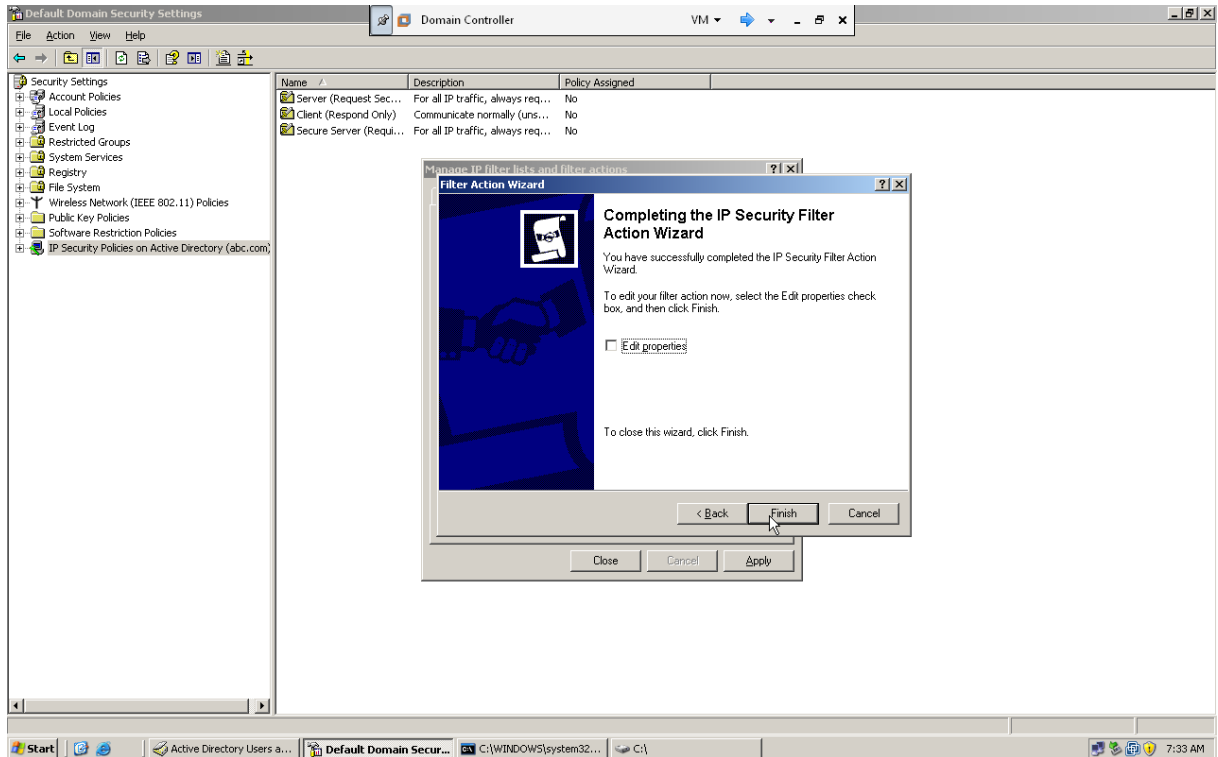 Default Domain Security Settings
Domain Controller
VM
File Action View Help
Security Settings
Account Policies
Local Policies
Event Log
Restricted Groups
System Services
Registry
File System
Wireless Network (IEEE 802.11) Policies
Public Key Policies
Software Restriction Policies
IP Security Policies on Active Directory (abc.com)
Name Description Policy Assigned
Server (Request Sec... For all IP traffic, always req... No
Client (Respond Only) Communicate normally (uns... No
Secure Server (Requi... For all IP traffic, always req... No
Manage IP filter lists and filter actions
Filter Action Wizard
Completing the IP Security Filter
Action Wizard
You have successfully completed the IP Security Filter Action
Wizard.
To edit your filter action now, select the Edit properties check
box, and then click Finish.
Edit properties
To close this wizard, click Finish.
< Back Finish Cancel
Close Cancel Apply
Start Active Directory Users a... Default Domain Secur... C:\WINDOWS\system32... C:\ 7:33 AM